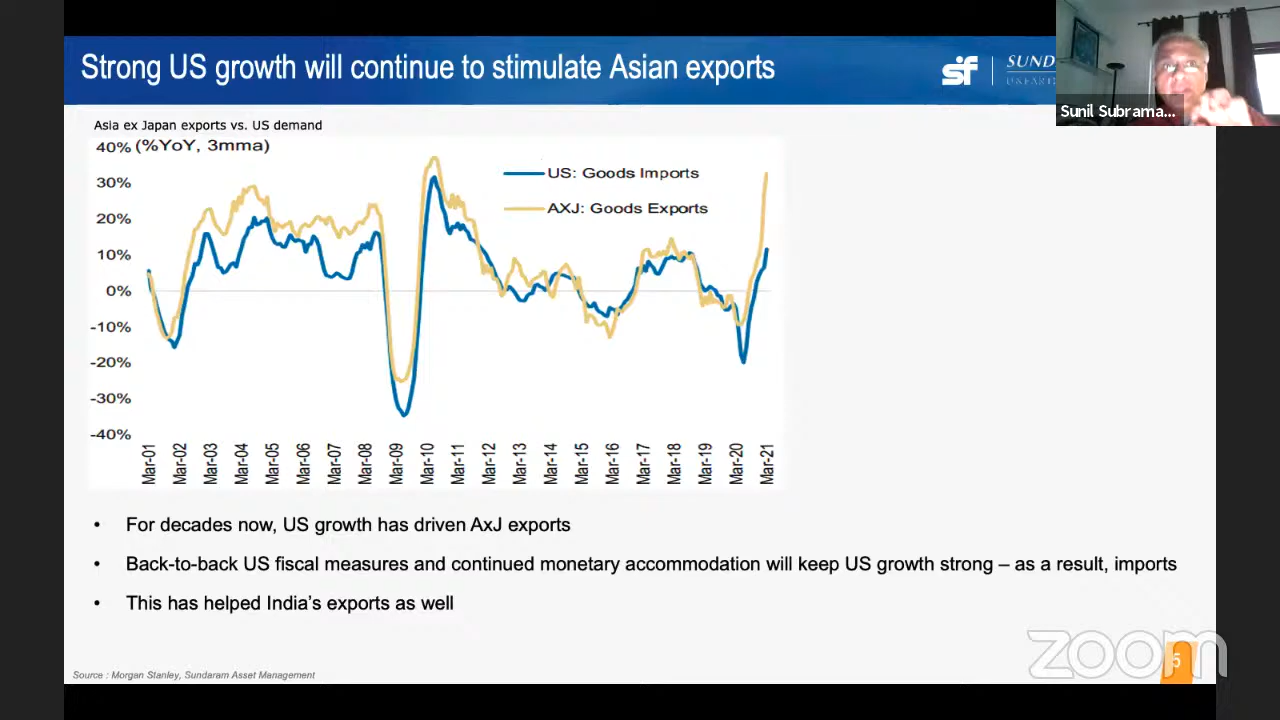 Strong US growth will continue to stimulate Asian exports
sf
SUND
Sunil Subrama...
Asia ex Japan exports vs. US demand
(%YoY, 3mma)
40%
30%
20%
10%
0%
-10%
-20%
-30%
-40%
US: Goods Imports
AXJ: Goods Exports
Mar-01
Mar-02
Mar-03
Mar-04
Mar-05
Mar-06
Mar-07
Mar-08
Mar-09
Mar-10
Mar-11
Mar-12
Mar-13
Mar-14
Mar-15
Mar-16
Mar-17
Mar-18
Mar-19
Mar-20
Mar-21
• For decades now, US growth has driven AxJ exports
• Back-to-back US fiscal measures and continued monetary accommodation will keep US growth strong – as a result, imports
• This has helped India's exports as well
Source : Morgan Stanley, Sundaram Asset Management
zoom
5